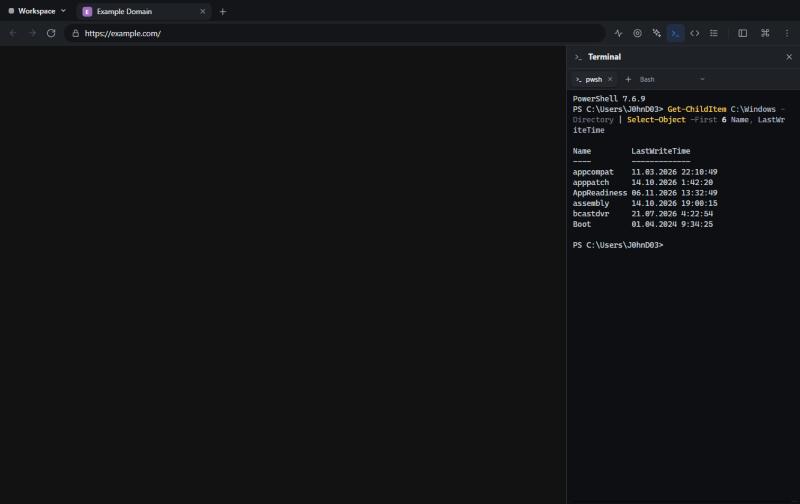 Workspace
Example Domain
https://example.com/
Terminal
pwsh
Bash
PowerShell 7.6.9
PS C:\Users\J0hnD03> Get-ChildItem C:\Windows -
Directory | Select-Object -First 6 Name, LastWr
iteTime
Name LastWriteTime
---- -------------
appcompat 11.03.2026 22:10:49
apppatch 14.10.2026 1:42:20
AppReadiness 06.11.2026 13:32:49
assembly 14.10.2026 19:00:15
bcastdvr 21.07.2026 4:22:54
Boot 01.04.2024 9:34:25
PS C:\Users\J0hnD03>